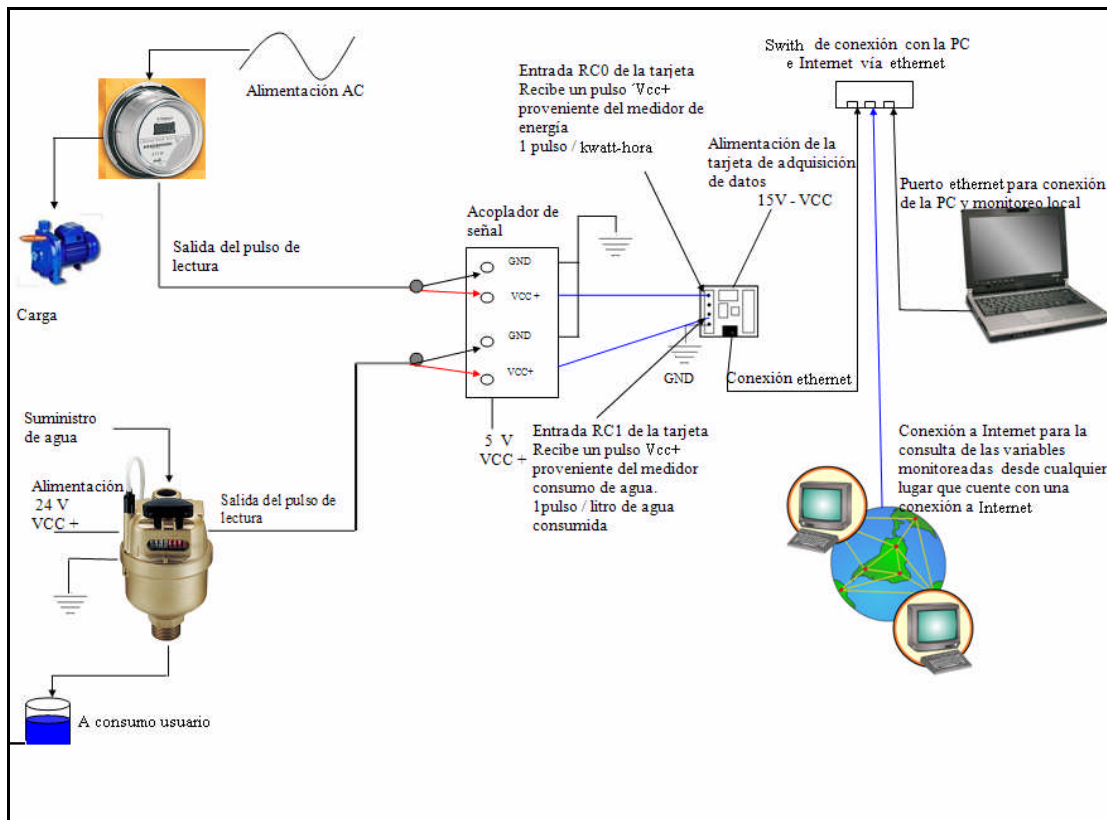 Swith de conexión con la PC
e Internet vía ethernet
Alimentación AC
Entrada RC0 de la tarjeta
Recibe un pulso ´Vcc+
proveniente del medidor de
energía
1 pulso / kwatt-hora
Alimentación de la
tarjeta de adquisición
de datos
15V - VCC
Puerto ethernet para conexión
de la PC y monitoreo local
Acoplador de
señal
Salida del pulso de
lectura
Carga
GND
VCC +
GND
VCC+
GND
Conexión ethernet
5 V
VCC +
Entrada RC1 de la tarjeta
Recibe un pulso Vcc+
proveniente del medidor
consumo de agua.
1pulso / litro de agua
consumida
Conexión a Internet para la
consulta de las variables
monitoreadas desde cualquier
lugar que cuente con una
conexión a Internet
Suministro
de agua
Alimentación
24 V
VCC +
Salida del pulso de
lectura
A consumo usuario